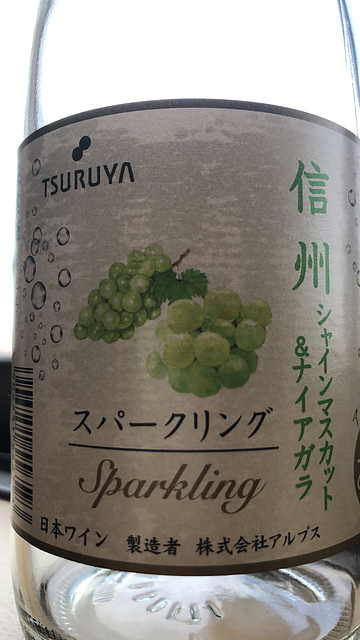 TSURUYA
信州
シャインマスカット
&ナイアガラ
スパークリング
Sparkling
日本ワイン 製造者 株式会社アルプス